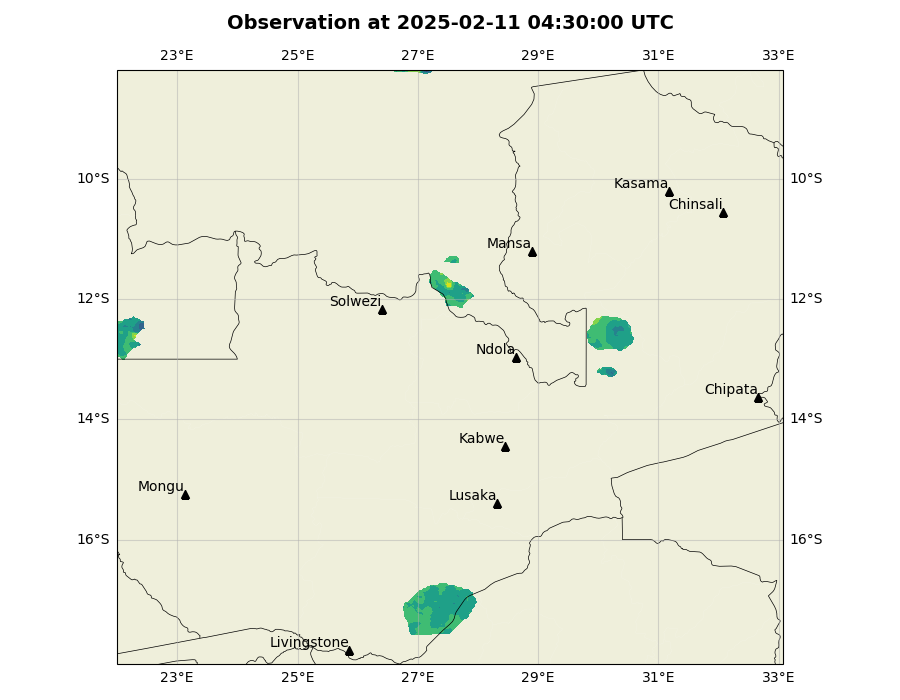 Observation at 2025-02-11 04:30:00 UTC
23°E 25°E 27°E 29°E 31°E 33°E
10°S 10°S
Kasama
Chinsali
Mansa
12°S 12°S
Solwezi
Ndola
Chipata
14°S 14°S
Kabwe
Mongu
Lusaka
16°S 16°S
Livingstone
23°E 25°E 27°E 29°E 31°E 33°E